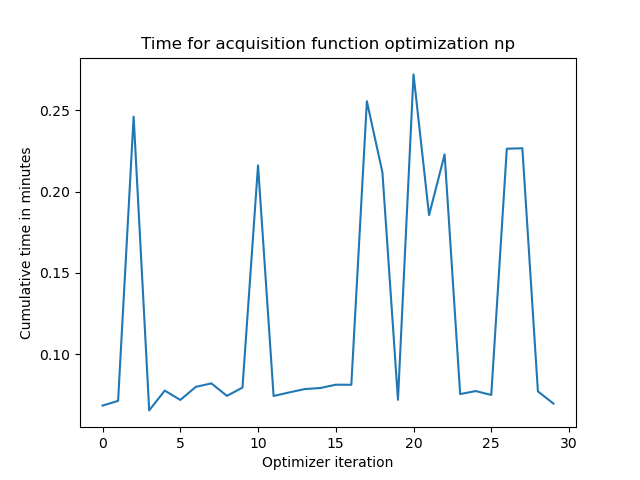 Time for acquisition function optimization np
Cumulative time in minutes
0.25
0.20
0.15
0.10
0 5 10 15 20 25 30
Optimizer iteration